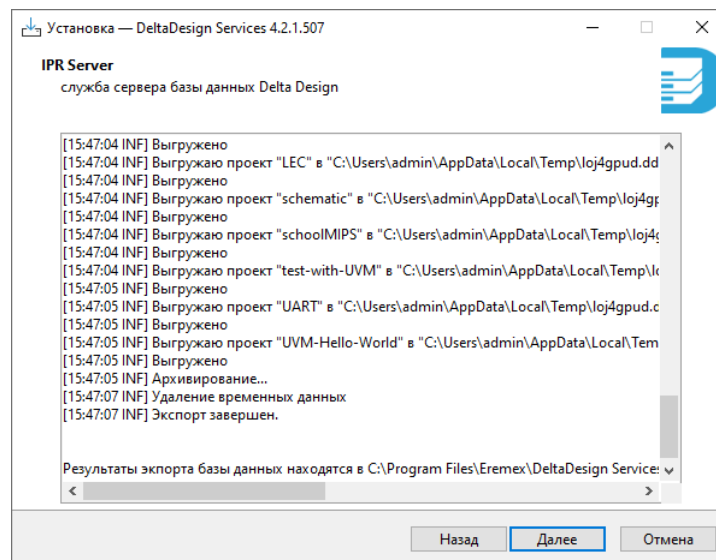 Установка — DeltaDesign Services 4.2.1.507
IPR Server
служба сервера базы данных Delta Design
[15:47:04 INF] Выгружено
[15:47:04 INF] Выгружаю проект "LEC" в "C:\Users\admin\AppData\Local\Temp\loj4gpud.dd
[15:47:04 INF] Выгружено
[15:47:04 INF] Выгружаю проект "schematic" в "C:\Users\admin\AppData\Local\Temp\loj4gp
[15:47:04 INF] Выгружено
[15:47:04 INF] Выгружаю проект "schoolMIPS" в "C:\Users\admin\AppData\Local\Temp\loj4g
[15:47:04 INF] Выгружено
[15:47:04 INF] Выгружаю проект "test-with-UVM" в "C:\Users\admin\AppData\Local\Temp\lo
[15:47:05 INF] Выгружено
[15:47:05 INF] Выгружаю проект "UART" в "C:\Users\admin\AppData\Local\Temp\loj4gpud.d
[15:47:05 INF] Выгружено
[15:47:05 INF] Выгружаю проект "UVM-Hello-World" в "C:\Users\admin\AppData\Local\Tem
[15:47:05 INF] Выгружено
[15:47:05 INF] Архивирование...
[15:47:07 INF] Удаление временных данных
[15:47:07 INF] Экспорт завершен.
Результаты экпорта базы данных находятся в C:\Program Files\Eremex\DeltaDesign Services
Назад Далее Отмена